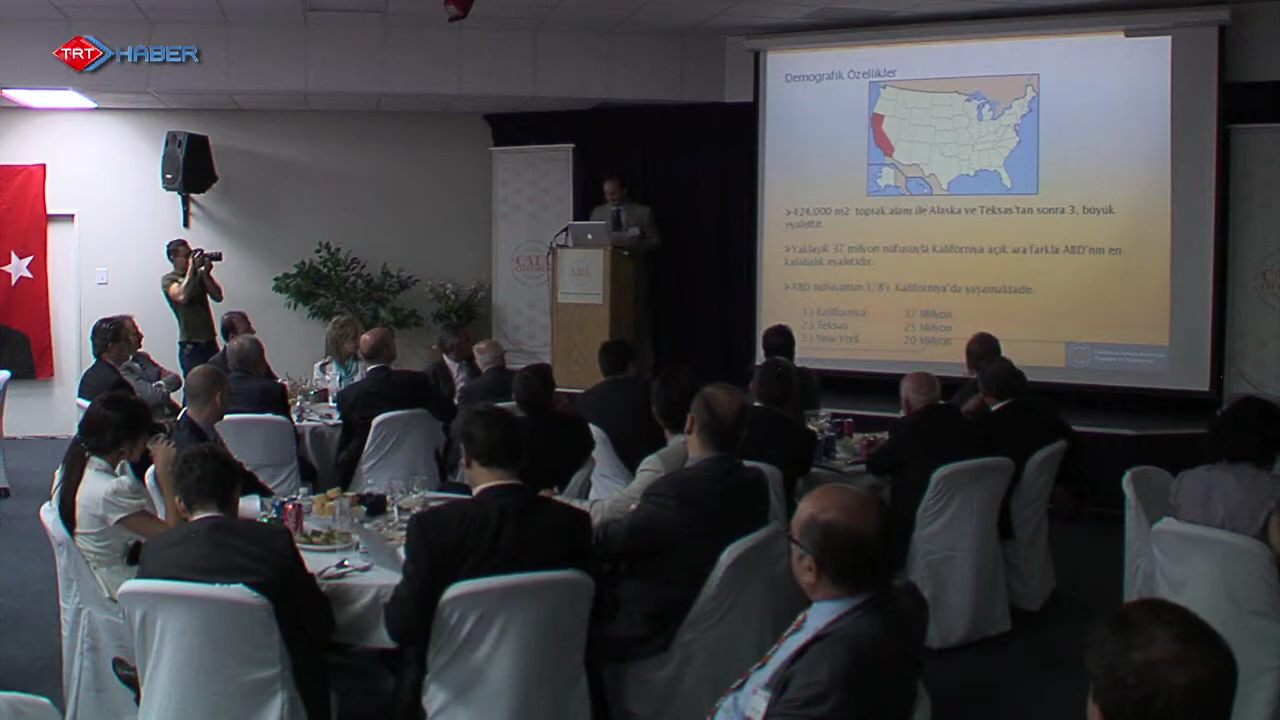 TRT HABER
Demografik Özellikler
>424.000 m2 toprak alanı ile Alaska ve Teksas'tan sonra 3. büyük
eyalettir.
>Yaklaşık 37 milyon nüfusuyla Kaliforniya açık ara farkla ABD'nin en
kalabalık eyaletidir.
>ABD nüfusunun 1/8'i Kaliforniya'da yaşamaktadır.
1.) Kaliforniya: 37 Milyon
2.) Teksas 25 Milyon
3.) New York 20 Milyon